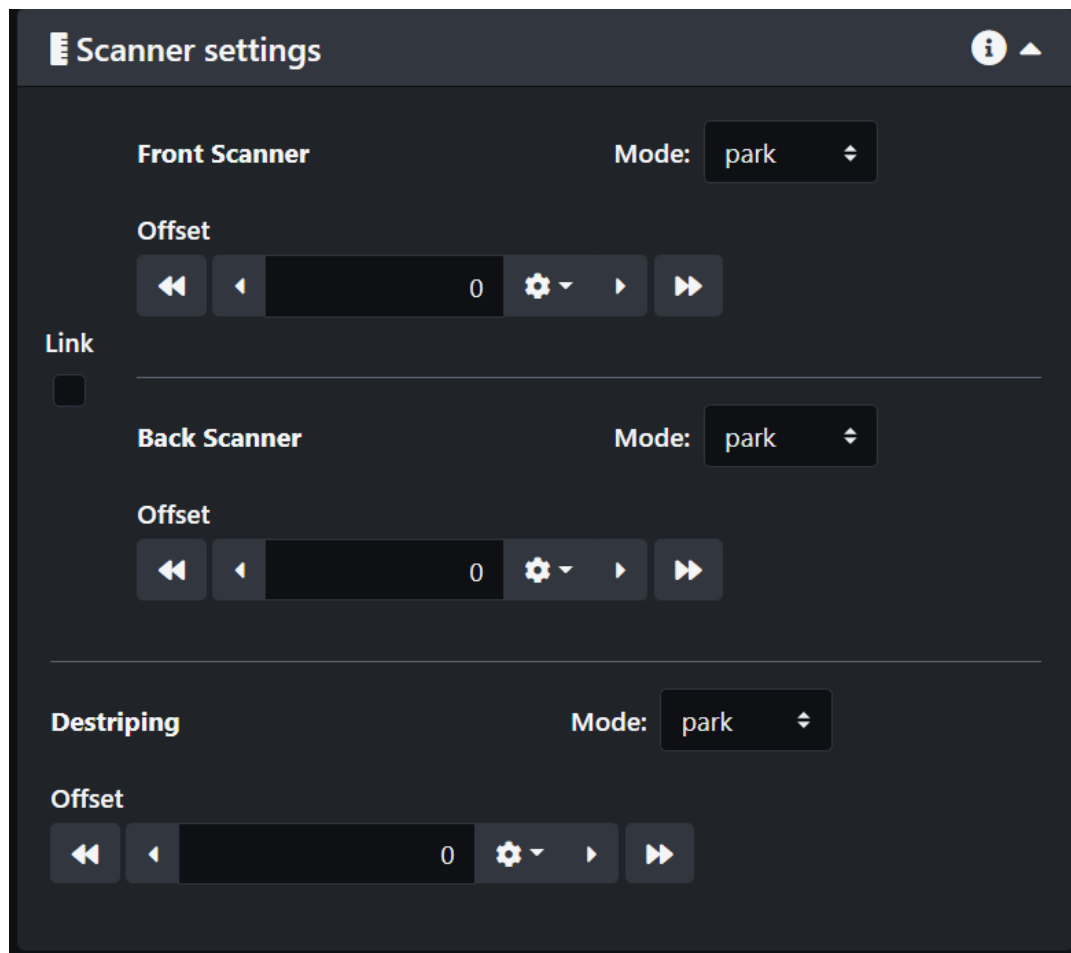 Scanner settings
Front Scanner Mode: park
Offset
0
Link
Back Scanner Mode: park
Offset
0
Destriping Mode: park
Offset
0